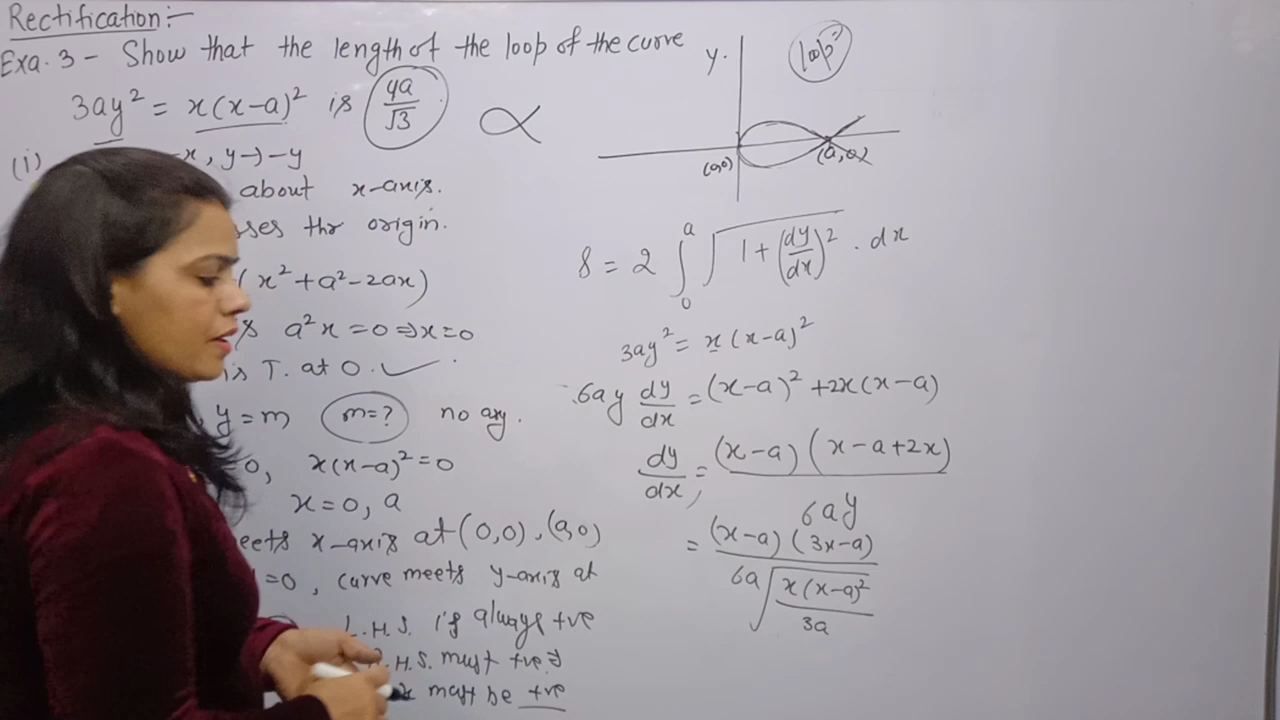 Rectification:-
Exa. 3 - Show that the length of the loop of the curve
3ay² = x(x-a)² is 4a/√3
(i) -x, y→-y
about x-axis.
sses thr origin.
(x²+a²-2ax)
a²x = 0 ⇒ x = 0
is T. at 0. ✓
y = m m=? no asy.
=0, x(x-a)² = 0
x = 0, a
eets x-axis at (0,0), (a,0)
=0, curve meets y-axis at
L.H.S. is always +ve
R.H.S. must +ve
x must be +ve
y.
loop
(0,0) (a,0)
s = 2 ∫₀ᵃ √(1 + (dy/dx)²) . dx
3ay² = x(x-a)²
6ay dy/dx = (x-a)² + 2x(x-a)
dy/dx = (x-a)(x-a+2x) / 6ay
= (x-a)(3x-a) / 6a√(x(x-a)²/3a)